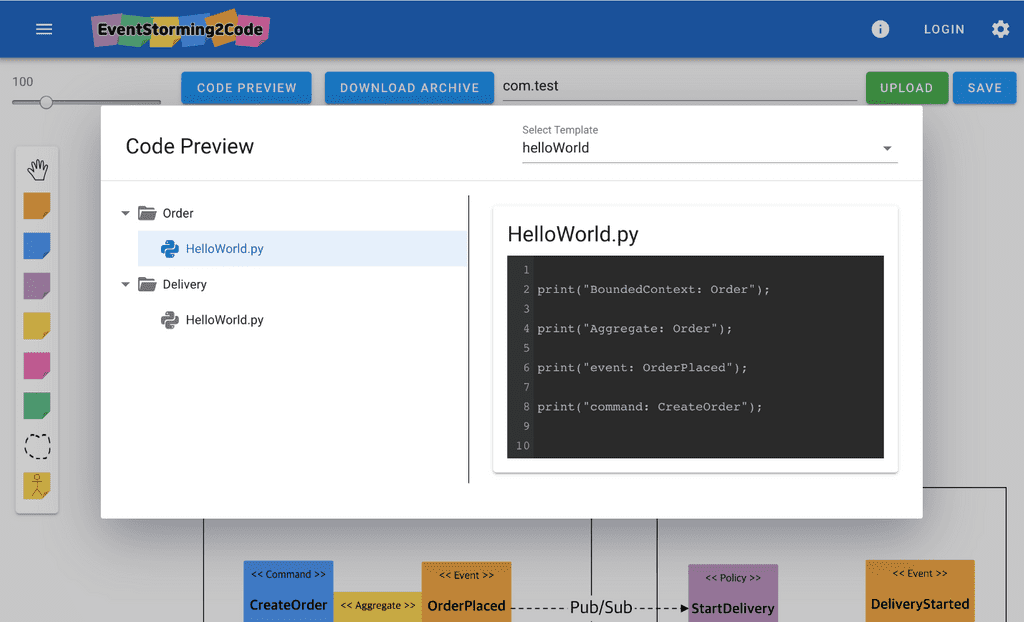 EventStorming2Code
LOGIN
100
CODE PREVIEW
DOWNLOAD ARCHIVE
com.test
UPLOAD
SAVE
Code Preview
Select Template
helloWorld
Order
HelloWorld.py
Delivery
HelloWorld.py
HelloWorld.py
1
2 print("BoundedContext: Order");
3
4 print("Aggregate: Order");
5
6 print("event: OrderPlaced");
7
8 print("command: CreateOrder");
9
10
<< Command >>
CreateOrder
<< Aggregate >>
<< Event >>
OrderPlaced
Pub/Sub
<< Policy >>
StartDelivery
<< Event >>
DeliveryStarted